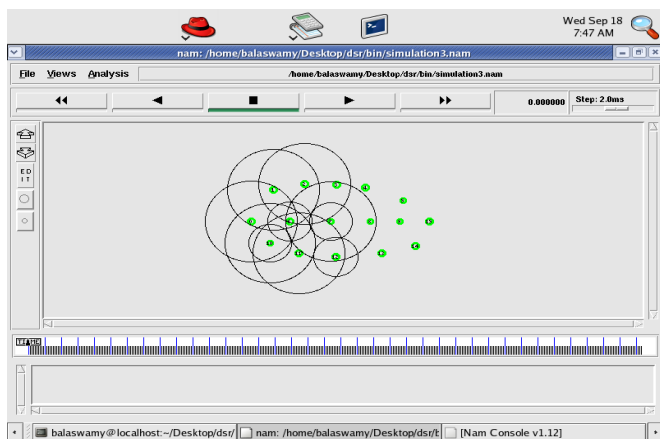 Wed Sep 18
7:47 AM
nam: /home/balaswamy/Desktop/dsr/bin/simulation3.nam
File Views Analysis
/home/balaswamy/Desktop/dsr/bin/simulation3.nam
0.000000
Step: 2.0ms
ED
IT
TIME
balaswamy@localhost:~/Desktop/dsr/
nam: /home/balaswamy/Desktop/dsr/b
[Nam Console v1.12]